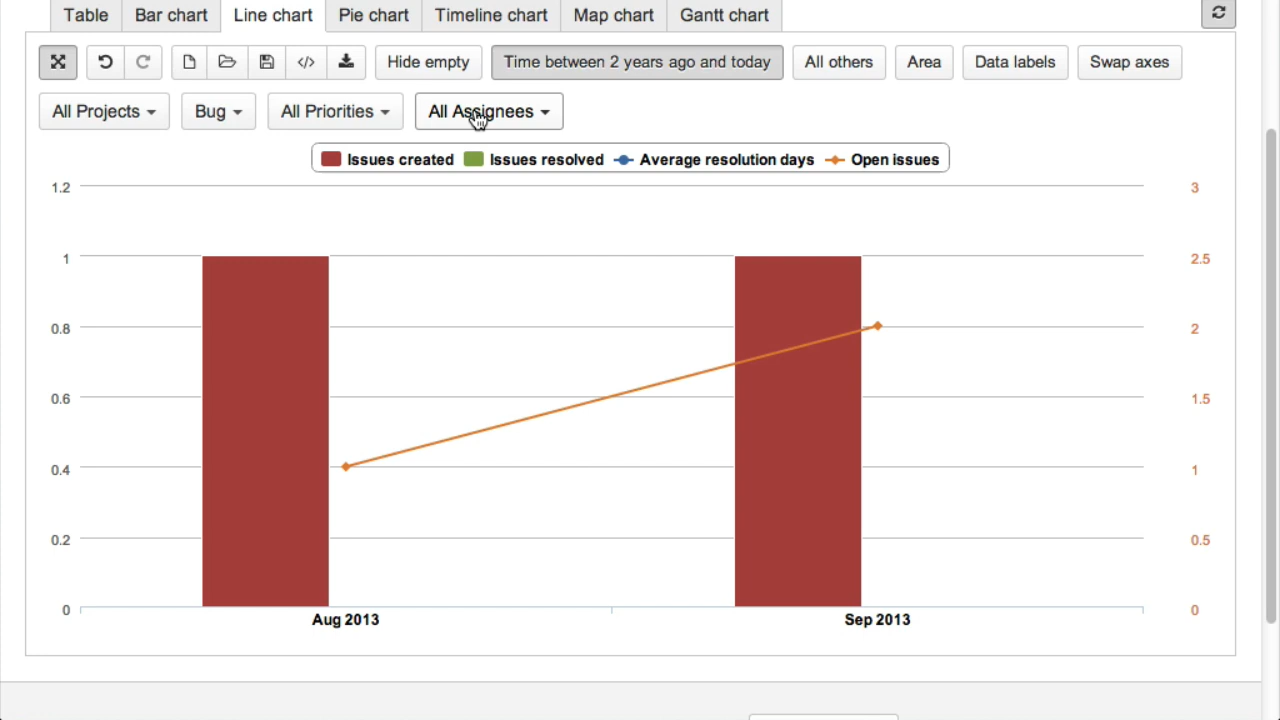 Table Bar chart Line chart Pie chart Timeline chart Map chart Gantt chart
Hide empty Time between 2 years ago and today All others Area Data labels Swap axes
All Projects Bug All Priorities All Assignees
Issues created Issues resolved Average resolution days Open issues
1.2 3
1 2.5
0.8 2
0.6 1.5
0.4 1
0.2 0.5
0 0
Aug 2013 Sep 2013